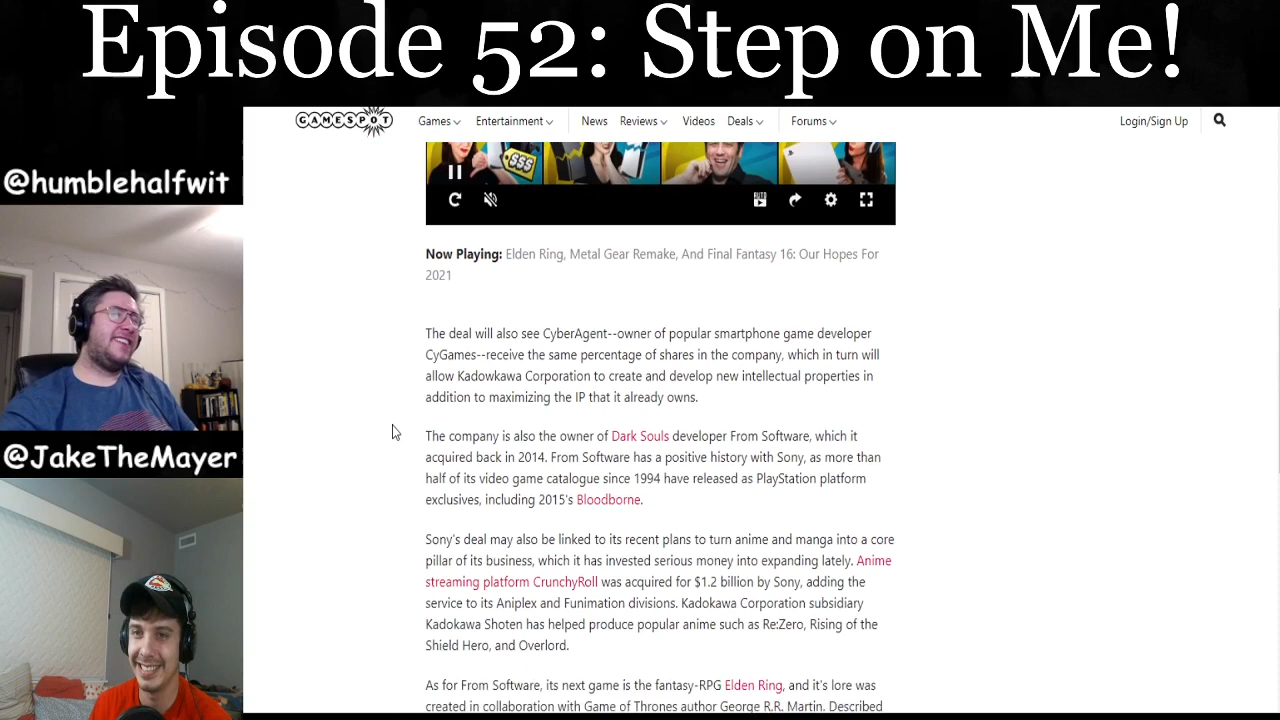 Episode 52: Step on Me!
GAMESPOT Games Entertainment News Reviews Videos Deals Forums Login/Sign Up
@humblehalfwit
$$$
Now Playing: Elden Ring, Metal Gear Remake, And Final Fantasy 16: Our Hopes For
2021
The deal will also see CyberAgent--owner of popular smartphone game developer
CyGames--receive the same percentage of shares in the company, which in turn will
allow Kadowkawa Corporation to create and develop new intellectual properties in
addition to maximizing the IP that it already owns.
@JakeTheMayer
The company is also the owner of Dark Souls developer From Software, which it
acquired back in 2014. From Software has a positive history with Sony, as more than
half of its video game catalogue since 1994 have released as PlayStation platform
exclusives, including 2015's Bloodborne.
Sony's deal may also be linked to its recent plans to turn anime and manga into a core
pillar of its business, which it has invested serious money into expanding lately. Anime
streaming platform CrunchyRoll was acquired for $1.2 billion by Sony, adding the
service to its Aniplex and Funimation divisions. Kadokawa Corporation subsidiary
Kadokawa Shoten has helped produce popular anime such as Re:Zero, Rising of the
Shield Hero, and Overlord.
As for From Software, its next game is the fantasy-RPG Elden Ring, and it's lore was
created in collaboration with Game of Thrones author George R.R. Martin. Described